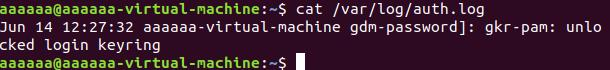 aaaaaa@aaaaaa-virtual-machine:~$ cat /var/log/auth.log
Jun 14 12:27:32 aaaaaa-virtual-machine gdm-password]: gkr-pam: unlo
cked login keyring
aaaaaa@aaaaaa-virtual-machine:~$